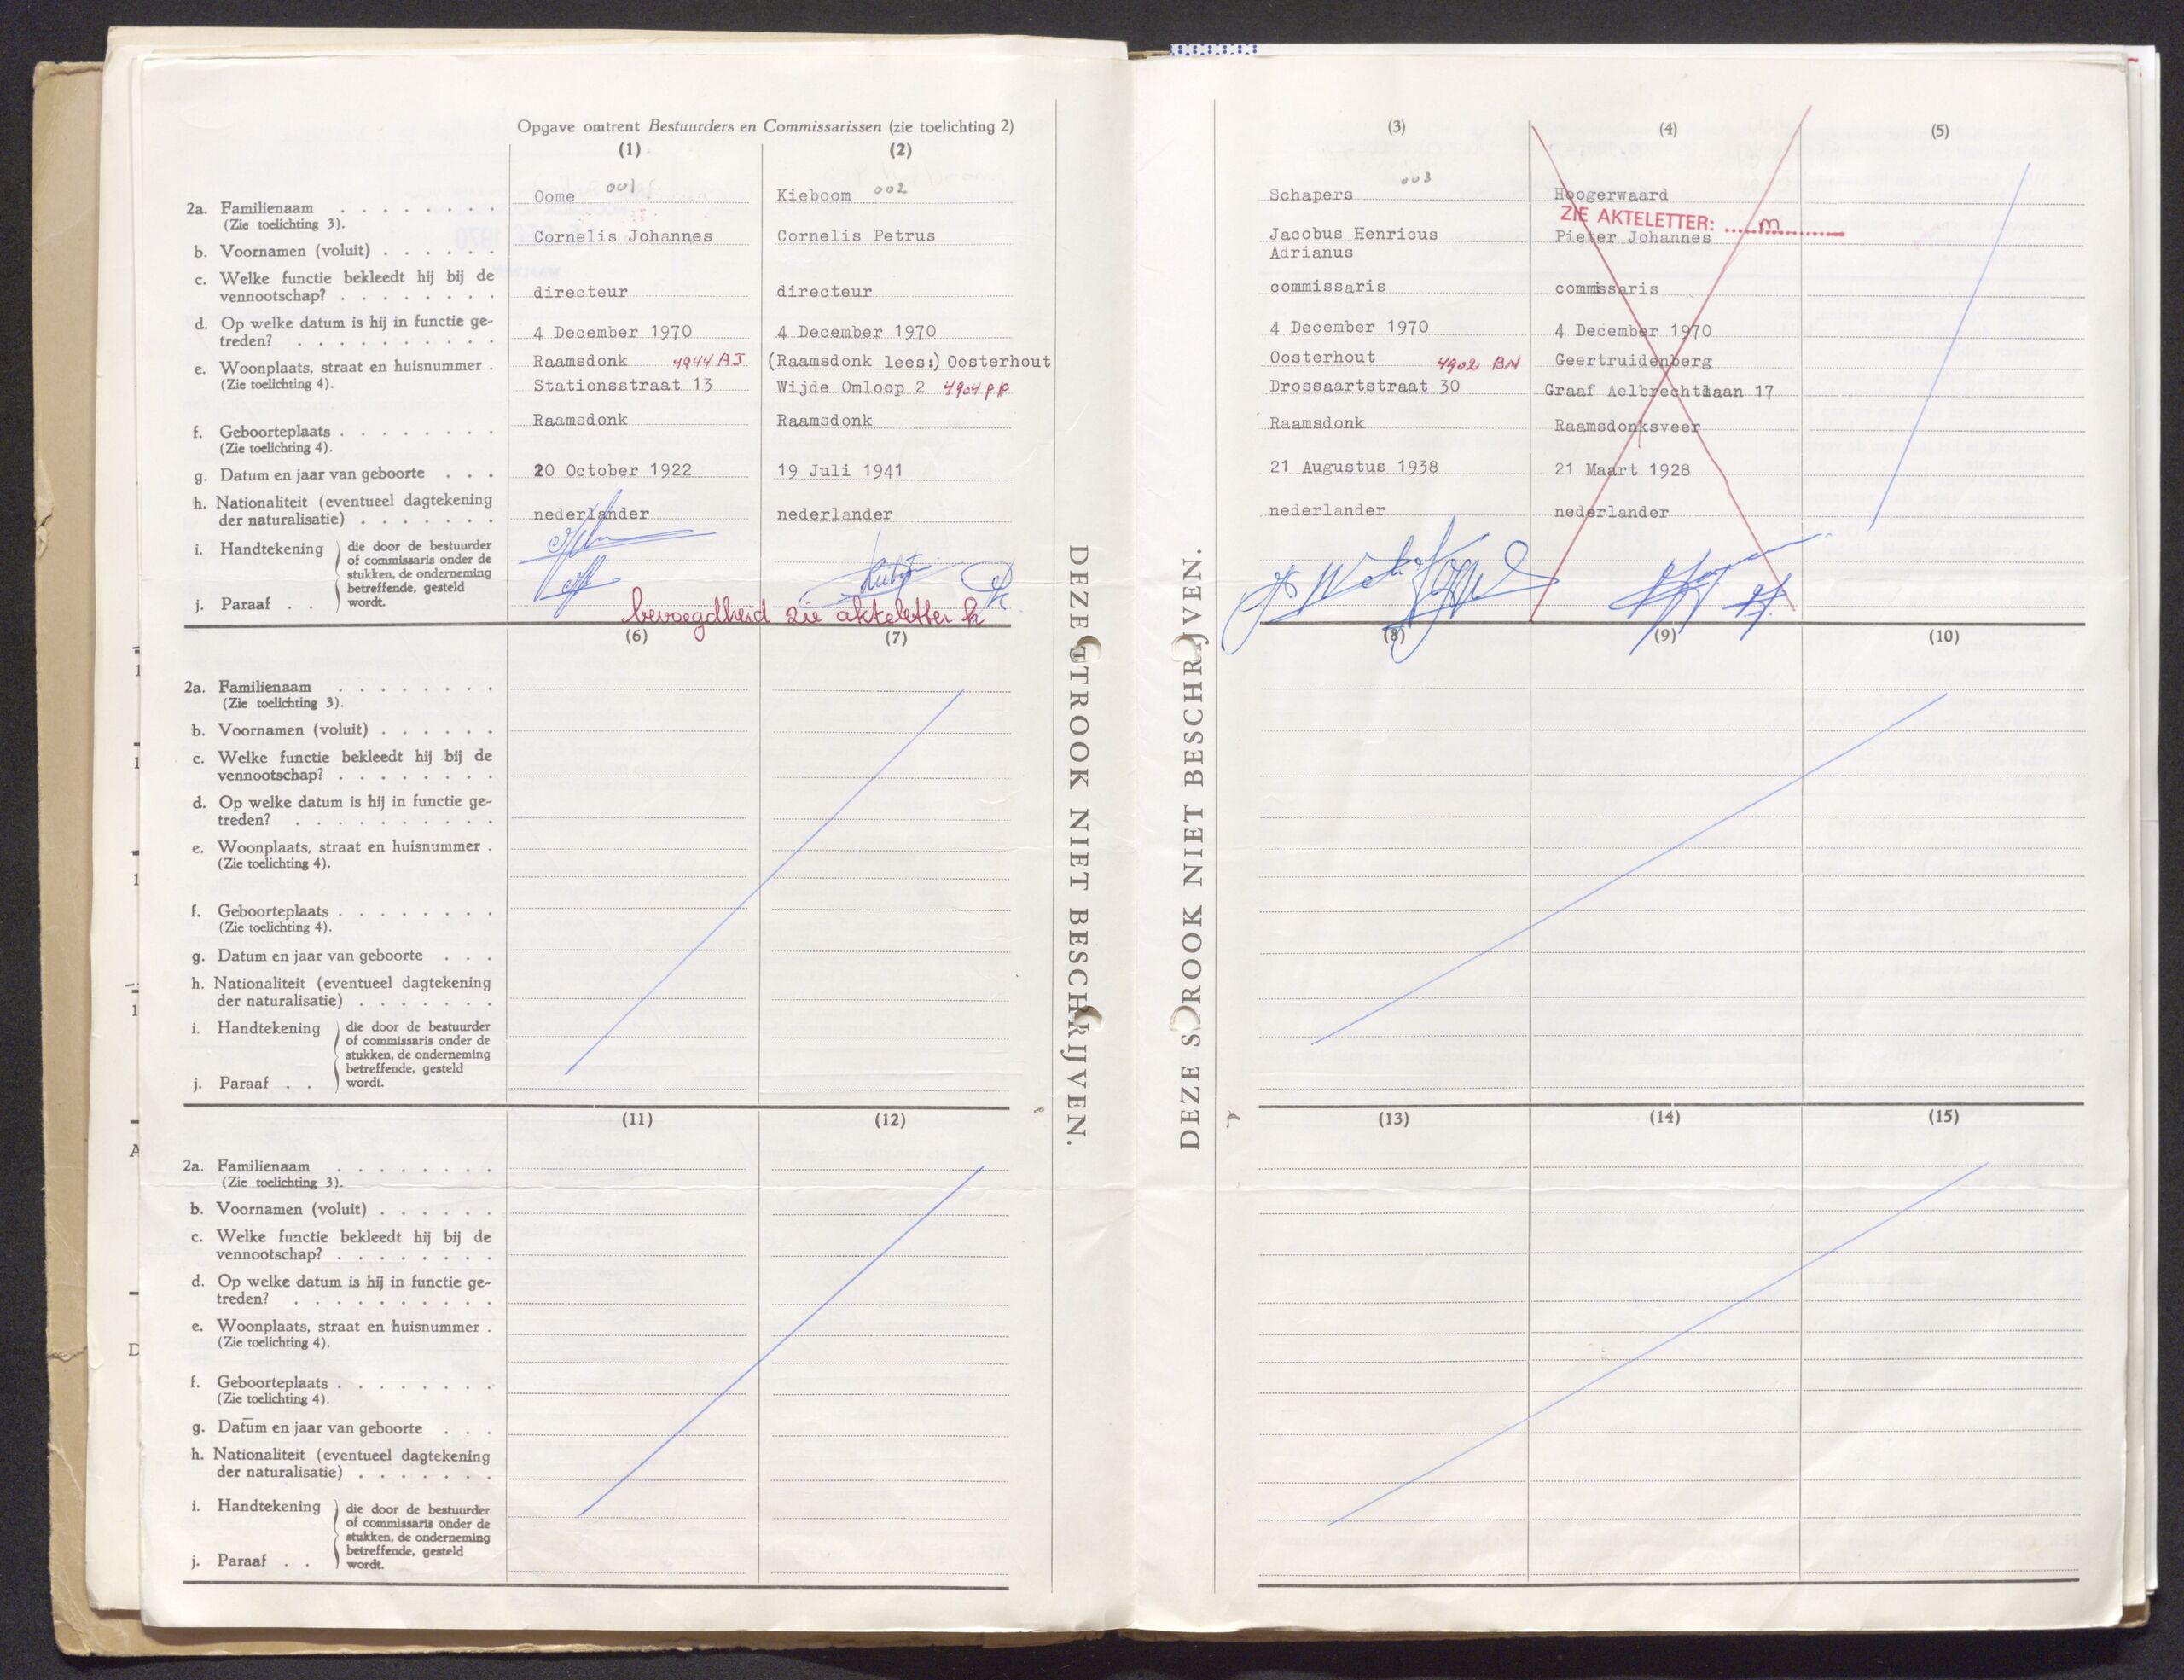 Opgave omtrent Bestuurders en Commissarissen (zie toelichting 2)
(1) (2)
2a. Familienaam . . . . . . . . Oome 001 Kieboom 002
(Zie toelichting 3).
b. Voornamen (voluit) . . . . . . Cornelis Johannes Cornelis Petrus
c. Welke functie bekleedt hij bij de
vennootschap? . . . . . . . . directeur directeur
d. Op welke datum is hij in functie ge-
treden? . . . . . . . . . . 4 December 1970 4 December 1970
e. Woonplaats, straat en huisnummer . Raamsdonk 4944 AJ (Raamsdonk lees:) Oosterhout
(Zie toelichting 4). Stationsstraat 13 Wijde Omloop 2 4904 PP
f. Geboorteplaats . . . . . . . Raamsdonk Raamsdonk
(Zie toelichting 4).
g. Datum en jaar van geboorte . . . 20 October 1922 19 Juli 1941
h. Nationaliteit (eventueel dagtekening
der naturalisatie) . . . . . . . nederlander nederlander
i. Handtekening die door de bestuurder
of commissaris onder de
stukken, de onderneming
betreffende, gesteld
j. Paraaf . . wordt.
bevoegdheid zie akteletter k
(6) (7)
2a. Familienaam . . . . . . . .
(Zie toelichting 3).
b. Voornamen (voluit) . . . . . .
c. Welke functie bekleedt hij bij de
vennootschap? . . . . . . . .
d. Op welke datum is hij in functie ge-
treden? . . . . . . . . . .
e. Woonplaats, straat en huisnummer .
(Zie toelichting 4).
f. Geboorteplaats . . . . . . .
(Zie toelichting 4).
g. Datum en jaar van geboorte . . .
h. Nationaliteit (eventueel dagtekening
der naturalisatie) . . . . . . .
i. Handtekening die door de bestuurder
of commissaris onder de
stukken, de onderneming
betreffende, gesteld
j. Paraaf . . wordt.
(11) (12)
2a. Familienaam . . . . . . . .
(Zie toelichting 3).
b. Voornamen (voluit) . . . . . .
c. Welke functie bekleedt hij bij de
vennootschap? . . . . . . . .
d. Op welke datum is hij in functie ge-
treden? . . . . . . . . . .
e. Woonplaats, straat en huisnummer .
(Zie toelichting 4).
f. Geboorteplaats . . . . . . .
(Zie toelichting 4).
g. Datum en jaar van geboorte . . .
h. Nationaliteit (eventueel dagtekening
der naturalisatie) . . . . . . .
i. Handtekening die door de bestuurder
of commissaris onder de
stukken, de onderneming
betreffende, gesteld
j. Paraaf . . wordt.
DEZE STROOK NIET BESCHRIJVEN.
DEZE STROOK NIET BESCHRIJVEN.
(3) (4) (5)
Schapers 003 Hoogerwaard
ZIE AKTELETTER: m
Jacobus Henricus Pieter Johannes
Adrianus
commissaris commissaris
4 December 1970 4 December 1970
Oosterhout 4902 BN Geertruidenberg
Drossaartstraat 30 Graaf Aelbrechtlaan 17
Raamsdonk Raamsdonksveer
21 Augustus 1938 21 Maart 1928
nederlander nederlander
(8) (9) (10)
(13) (14) (15)